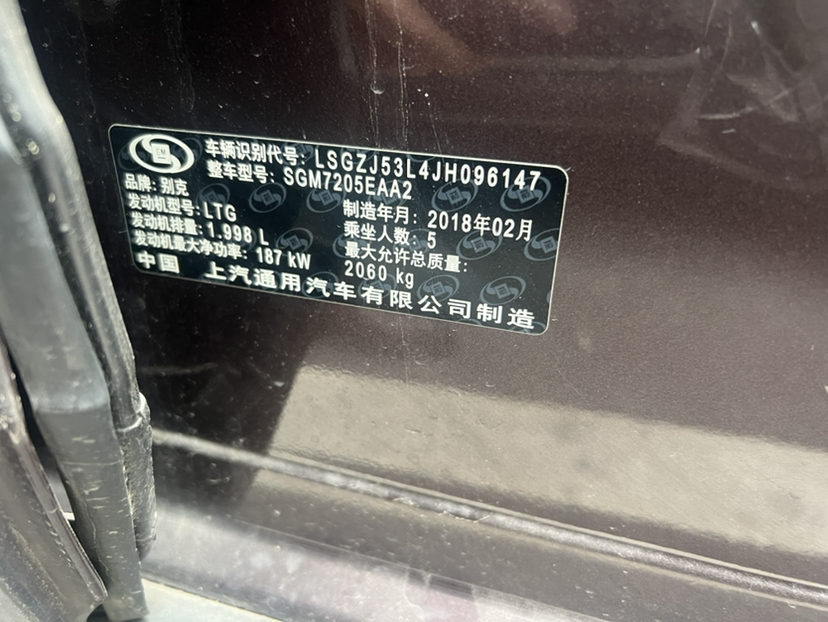 车辆识别代号: LSGZJ53L4JH096147
整车型号: SGM7205EAA2
品牌: 别克
发动机型号: LTG
制造年月: 2018年02月
发动机排量: 1.998 L
乘坐人数: 5
发动机最大净功率: 187 kW
最大允许总质量:
2060 kg
中国 上汽通用汽车有限公司制造